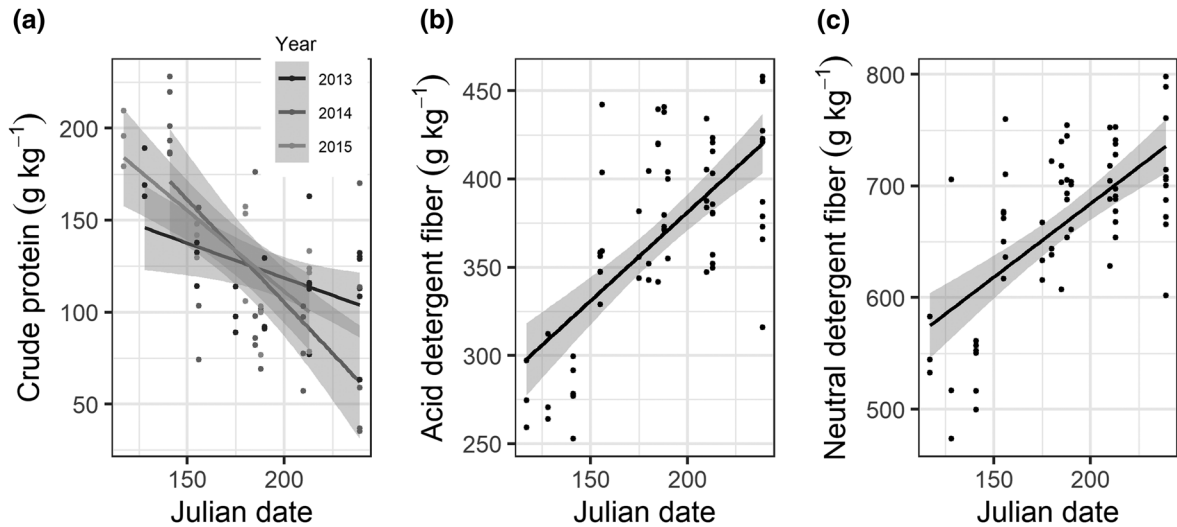 (a)
Crude protein (g kg⁻¹)
200
150
100
50
150
200
Julian date
Year
2013
2014
2015
(b)
Acid detergent fiber (g kg⁻¹)
450
400
350
300
250
150
200
Julian date
(c)
Neutral detergent fiber (g kg⁻¹)
800
700
600
500
150
200
Julian date